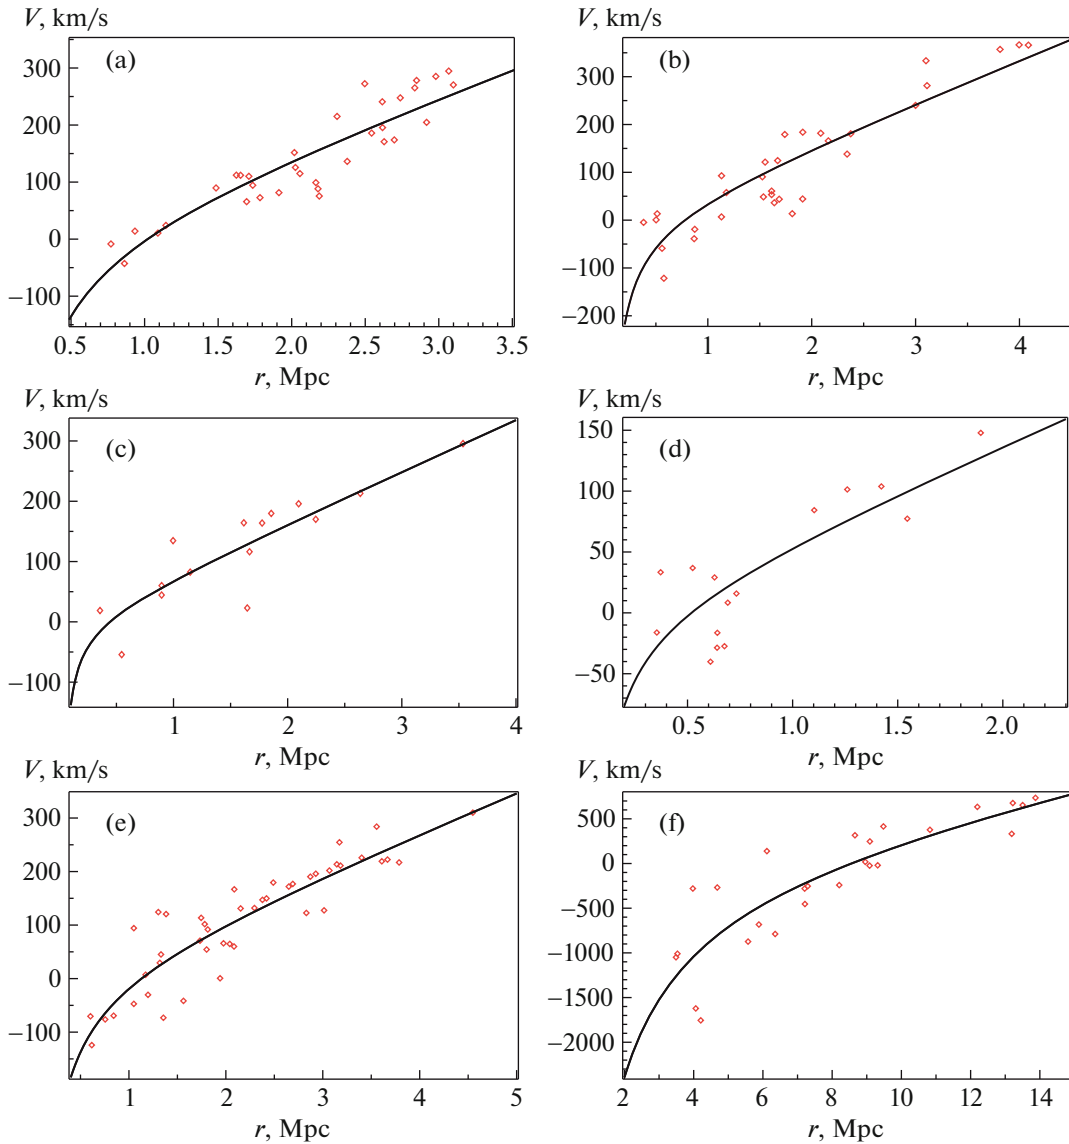 V, km/s
V, km/s
(a)
(b)
300
200
100
0
−100
300
200
100
0
−100
−200
0.5 1.0 1.5 2.0 2.5 3.0 3.5
1 2 3 4
r, Mpc
r, Mpc
V, km/s
V, km/s
(c)
(d)
300
200
100
0
−100
150
100
50
0
−50
1 2 3 4
0.5 1.0 1.5 2.0
r, Mpc
r, Mpc
V, km/s
V, km/s
(e)
(f)
300
200
100
0
−100
500
0
−500
−1000
−1500
−2000
1 2 3 4 5
2 4 6 8 10 12 14
r, Mpc
r, Mpc